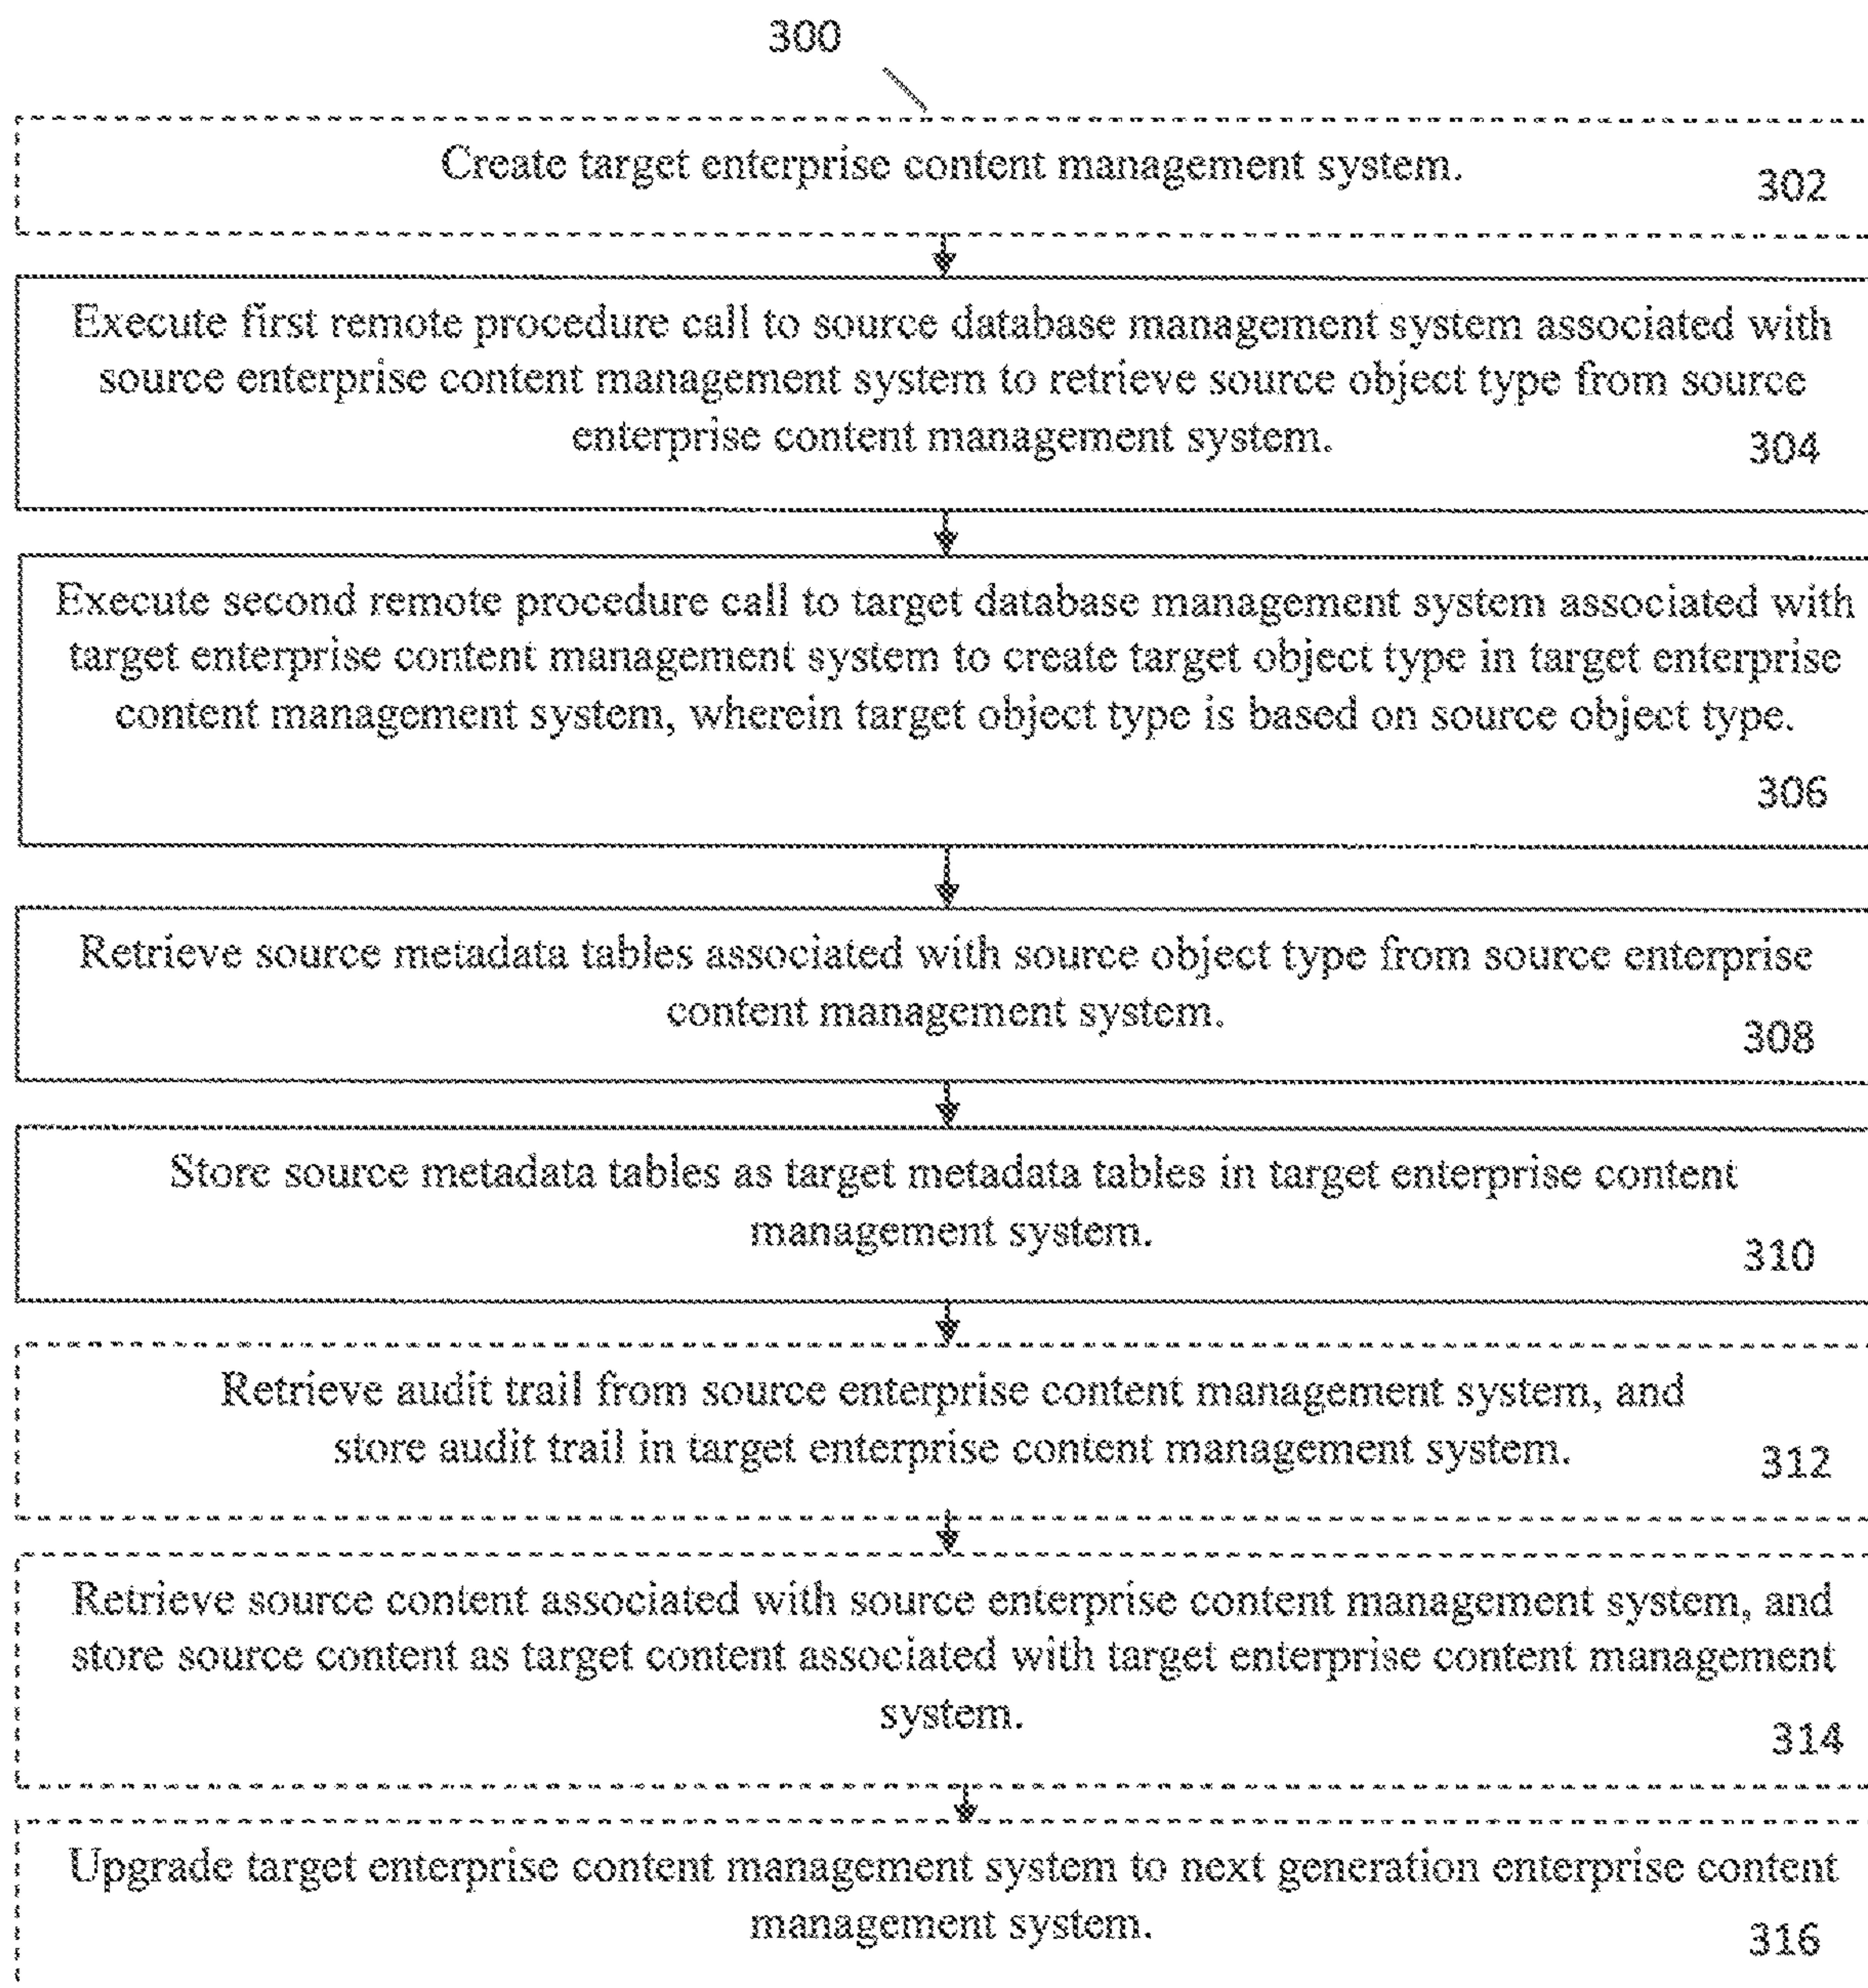 300
Create target enterprise content management system.
302
Execute first remote procedure call to source database management system associated with
source enterprise content management system to retrieve source object type from source
enterprise content management system.
304
Execute second remote procedure call to target database management system associated with
target enterprise content management system to create target object type in target enterprise
content management system, wherein target object type is based on source object type.
306
Retrieve source metadata tables associated with source object type from source enterprise
content management system.
308
Store source metadata tables as target metadata tables in target enterprise content
management system.
310
Retrieve audit trail from source enterprise content management system, and
store audit trail in target enterprise content management system.
312
Retrieve source content associated with source enterprise content management system, and
store source content as target content associated with target enterprise content management
system.
314
Upgrade target enterprise content management system to next generation enterprise content
management system.
316